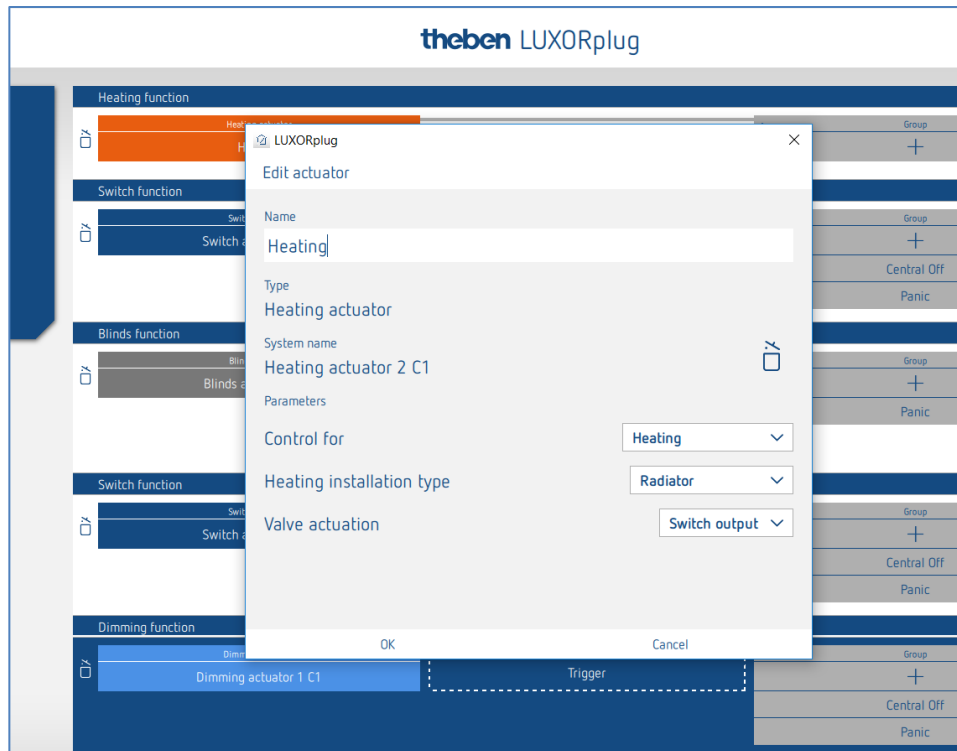 theben LUXORplug
Heating function
Group
LUXORplug
Edit actuator
Switch function
Name
Group
Heating
Switch
Central Off
Type
Panic
Heating actuator
Blinds function
System name
Group
Heating actuator 2 C1
Blinds
Parameters
Panic
Control for
Heating
Heating installation type
Radiator
Switch function
Group
Valve actuation
Switch output
Switch
Central Off
Panic
Dimming function
OK
Cancel
Group
Dimming actuator 1 C1
Trigger
Central Off
Panic